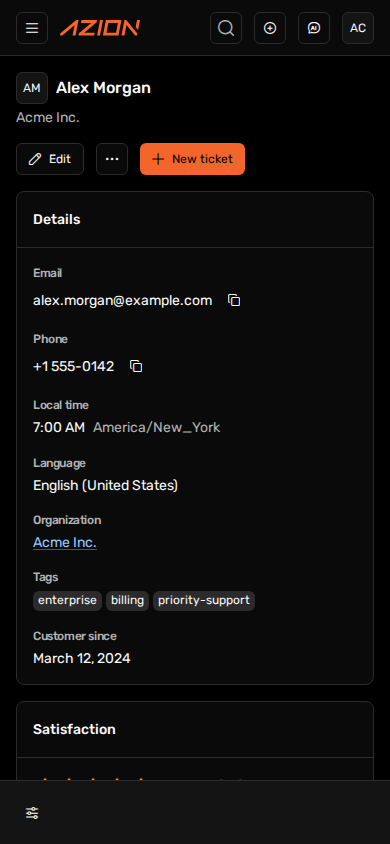 AZION
AI
AC
AM
Alex Morgan
Acme Inc.
Edit
New ticket
Details
Email
alex.morgan@example.com
Phone
+1 555-0142
Local time
7:00 AM America/New_York
Language
English (United States)
Organization
Acme Inc.
Tags
enterprise billing priority-support
Customer since
March 12, 2024
Satisfaction